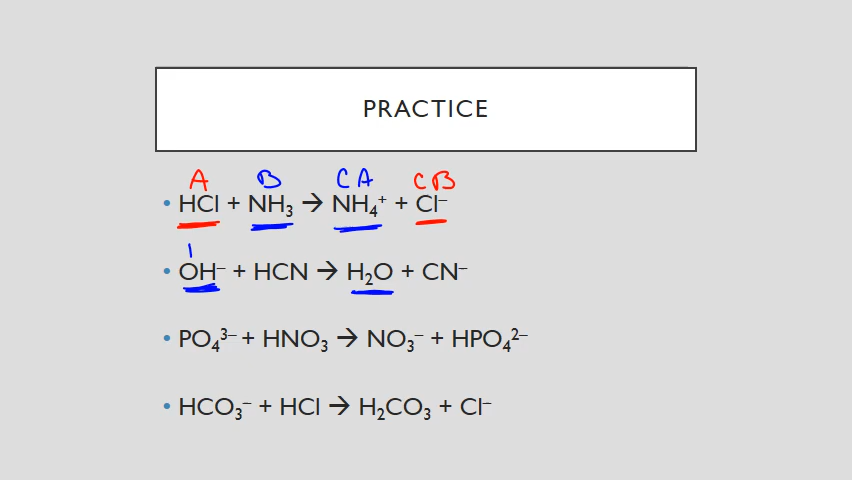 PRACTICE
A B CA CB
• HCl + NH₃ → NH₄⁺ + Cl⁻
• OH⁻ + HCN → H₂O + CN⁻
• PO₄³⁻ + HNO₃ → NO₃⁻ + HPO₄²⁻
• HCO₃⁻ + HCl → H₂CO₃ + Cl⁻